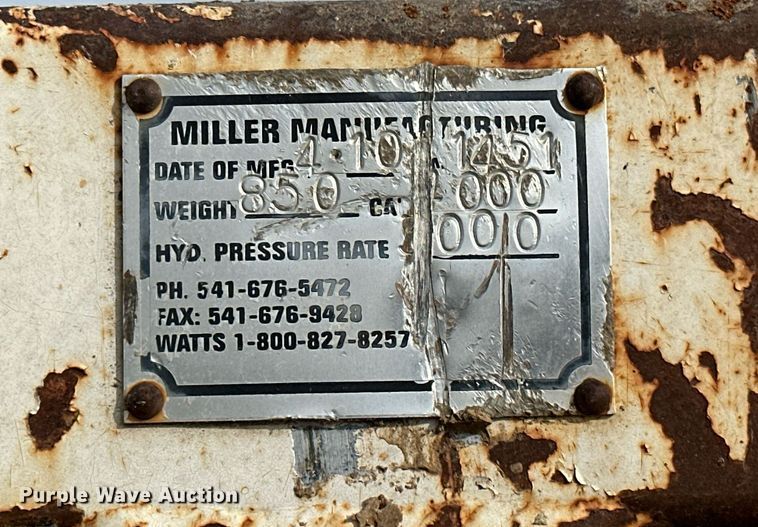 MILLER MANUFACTURING
DATE OF MFG 4-10 1451
WEIGHT 850 000
HYD. PRESSURE RATE 000
PH. 541-676-5472
FAX: 541-676-9428
WATTS 1-800-827-8257
Purple Wave Auction